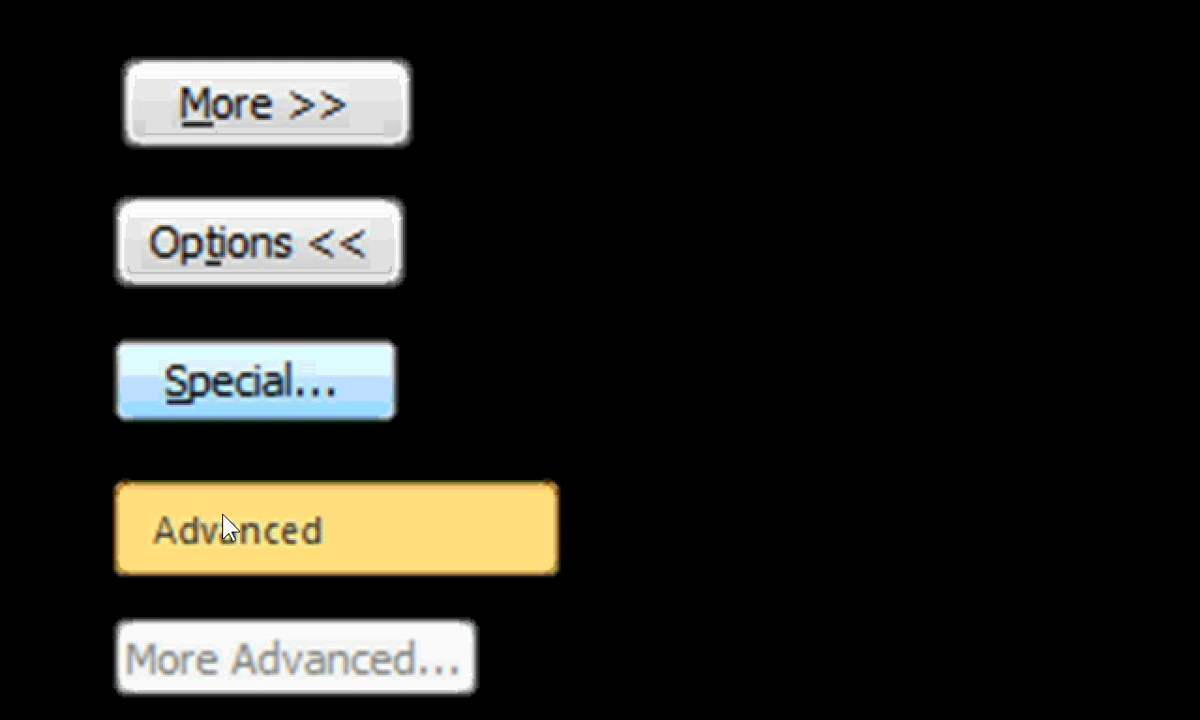 More >>
Options <<
Special...
Advanced
More Advanced...